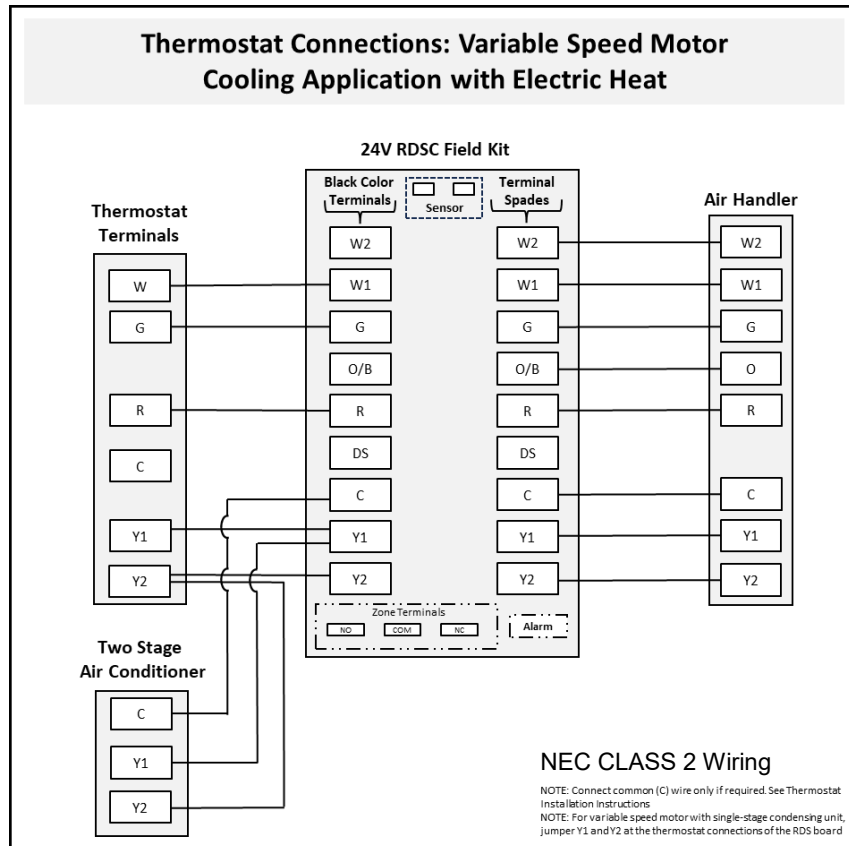 Thermostat Connections: Variable Speed Motor
Cooling Application with Electric Heat
24V RDSC Field Kit
Black Color
Terminals
Sensor
Terminal
Spades
Thermostat
Terminals
Air Handler
W
G
R
C
Y1
Y2
W2
W1
G
O/B
R
DS
C
Y1
Y2
W2
W1
G
O/B
R
DS
C
Y1
Y2
W2
W1
G
O
R
C
Y1
Y2
Zone Terminals
NO
COM
NC
Alarm
Two Stage
Air Conditioner
C
Y1
Y2
NEC CLASS 2 Wiring
NOTE: Connect common (C) wire only if required. See Thermostat
Installation Instructions
NOTE: For variable speed motor with single-stage condensing unit,
jumper Y1 and Y2 at the thermostat connections of the RDS board